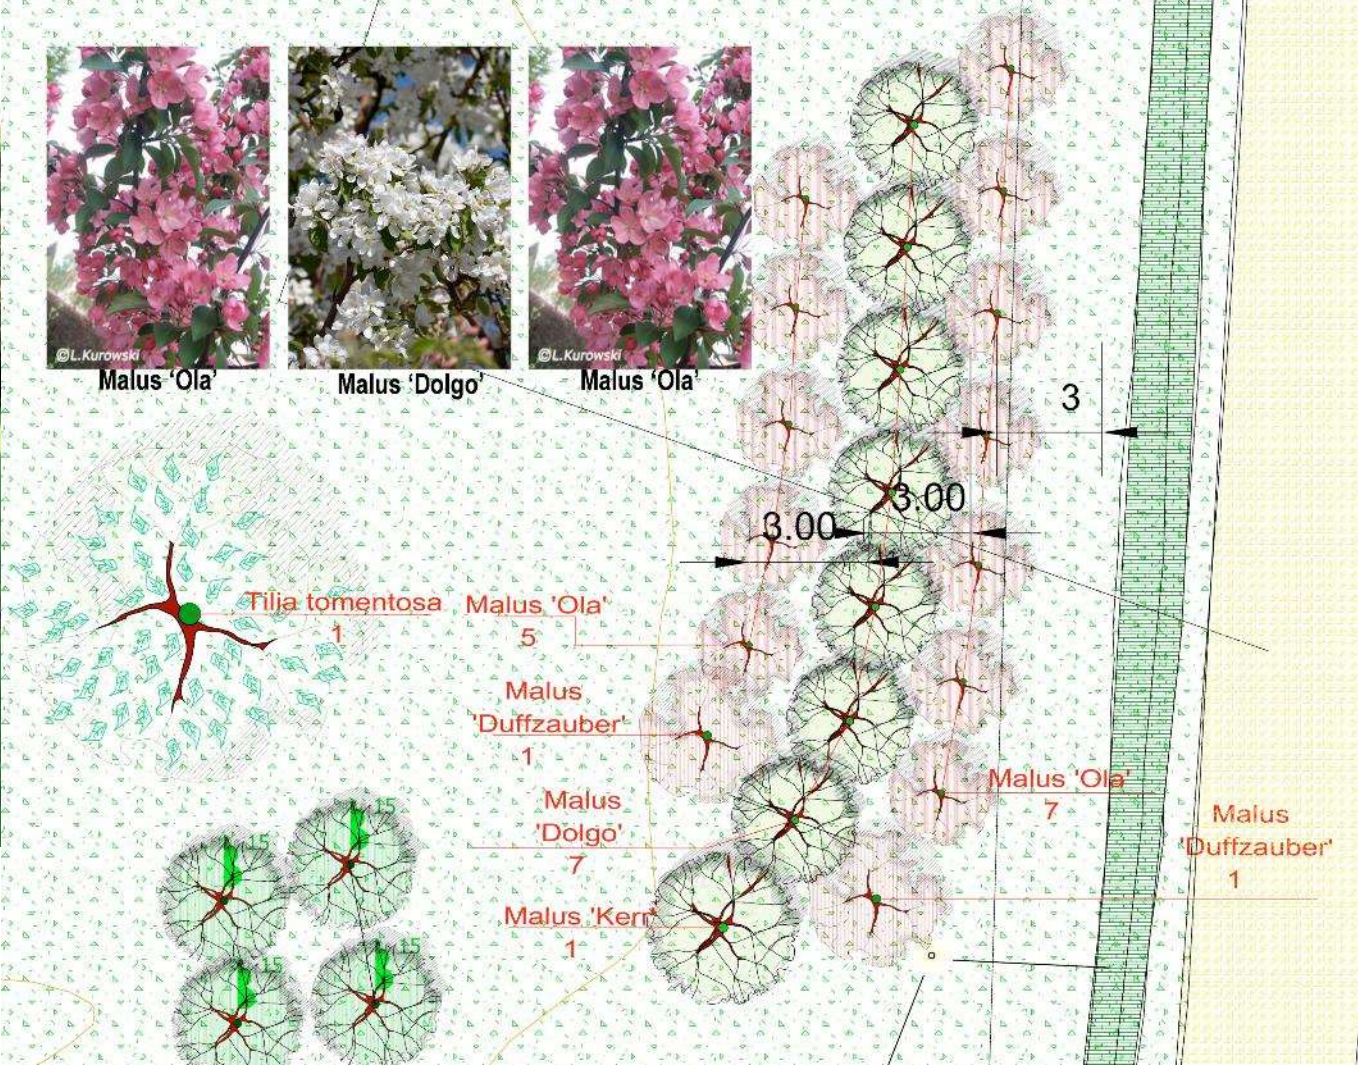 ©L.Kurowski
©L.Kurowski
Malus ‘Ola’
Malus ‘Dolgo’
Malus ‘Ola’
3
3.00
3.00
Tilia tomentosa
1
Malus 'Ola'
5
Malus
'Duffzauber'
1
Malus
'Dolgo'
7
Malus 'Ola'
7
Malus
'Duffzauber'
1
Malus 'Kerr'
1
15
15
15
15